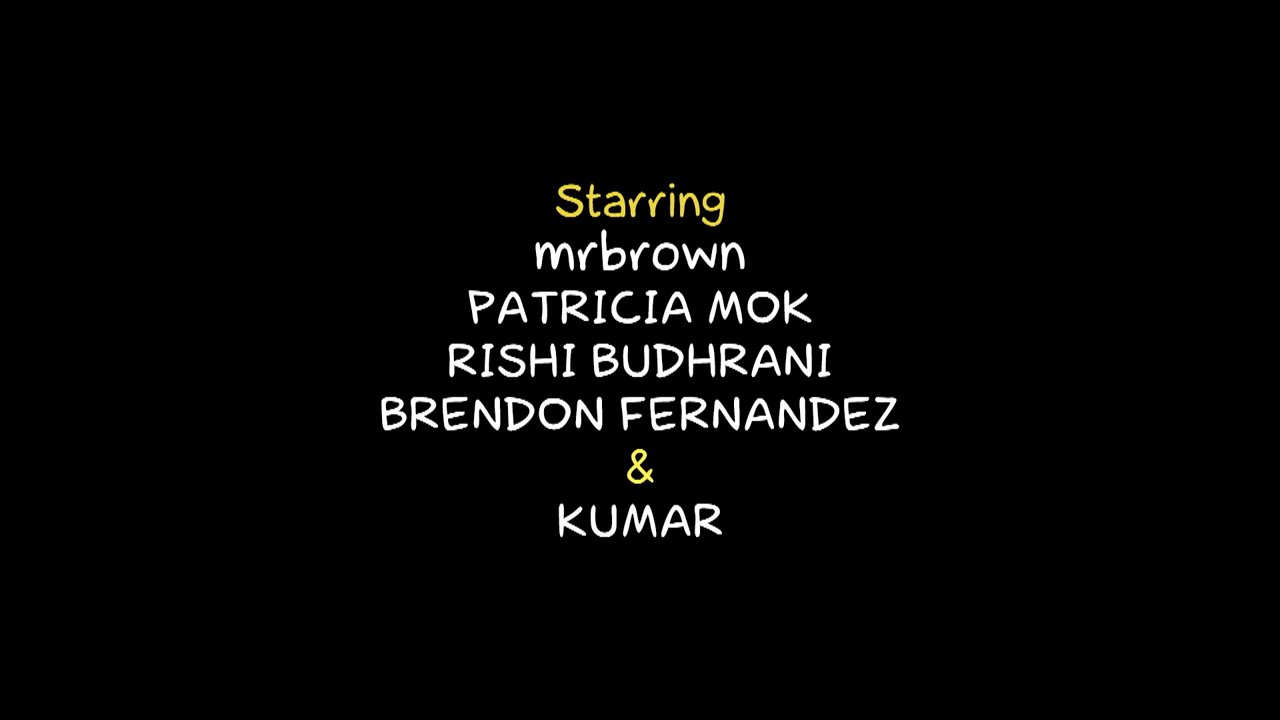 Starring
mrbrown
PATRICIA MOK
RISHI BUDHRANI
BRENDON FERNANDEZ
&
KUMAR